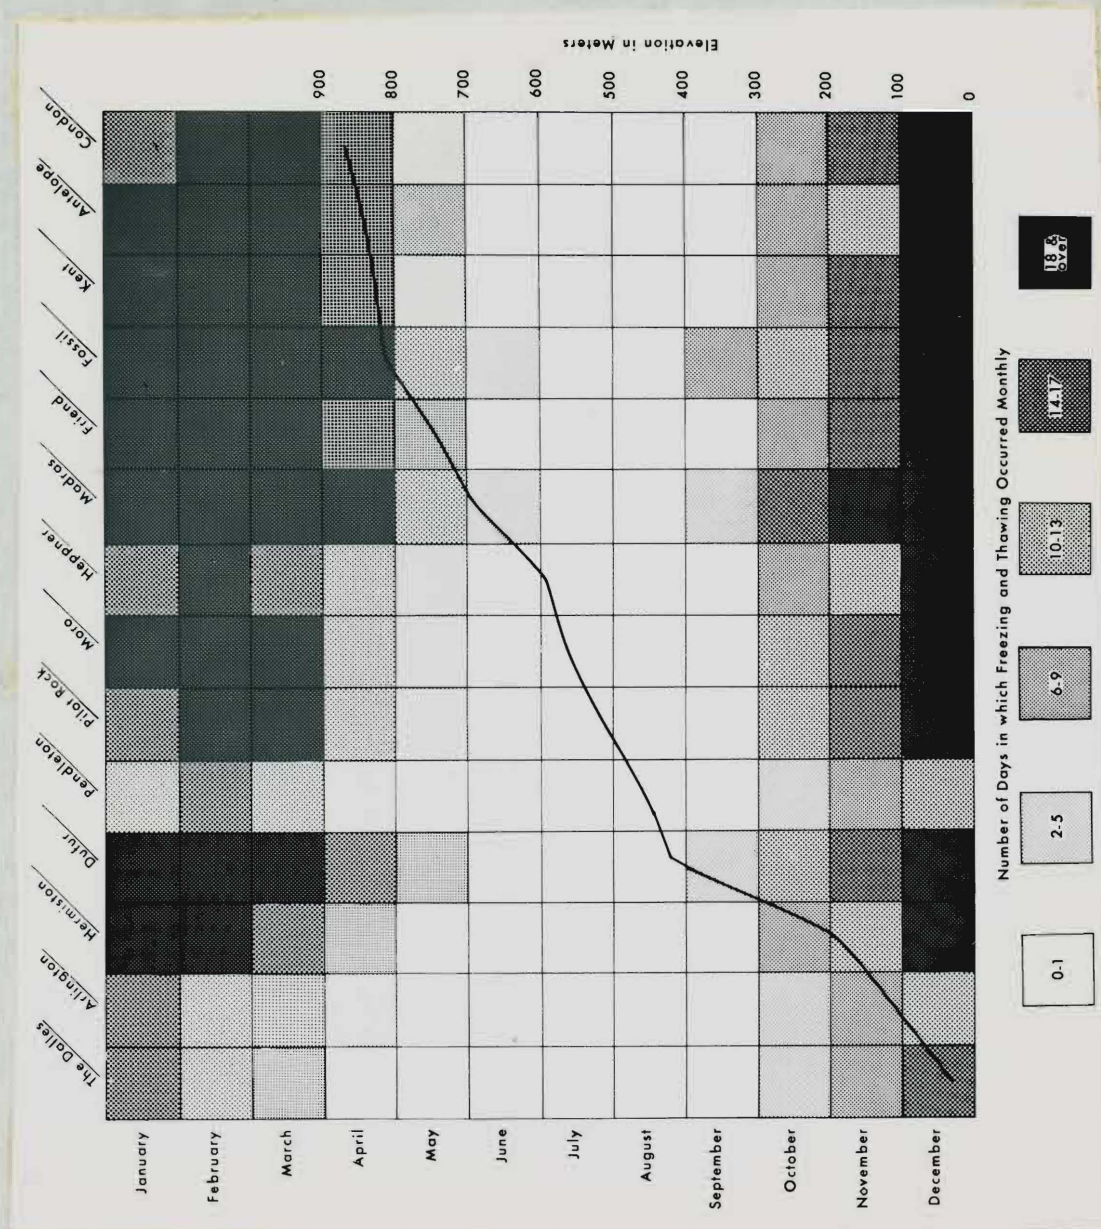 Elevation in Meters
900
800
700
600
500
400
300
200
100
0
Condon
Antelope
Kent
Fossil
Friend
Madras
Heppner
Moro
Pilot Rock
Pendleton
Dufur
Hermiston
Arlington
The Dalles
January
February
March
April
May
June
July
August
September
October
November
December
Number of Days in which Freezing and Thawing Occurred Monthly
0-1
2-5
6-9
10-13
14-17
18 &
over